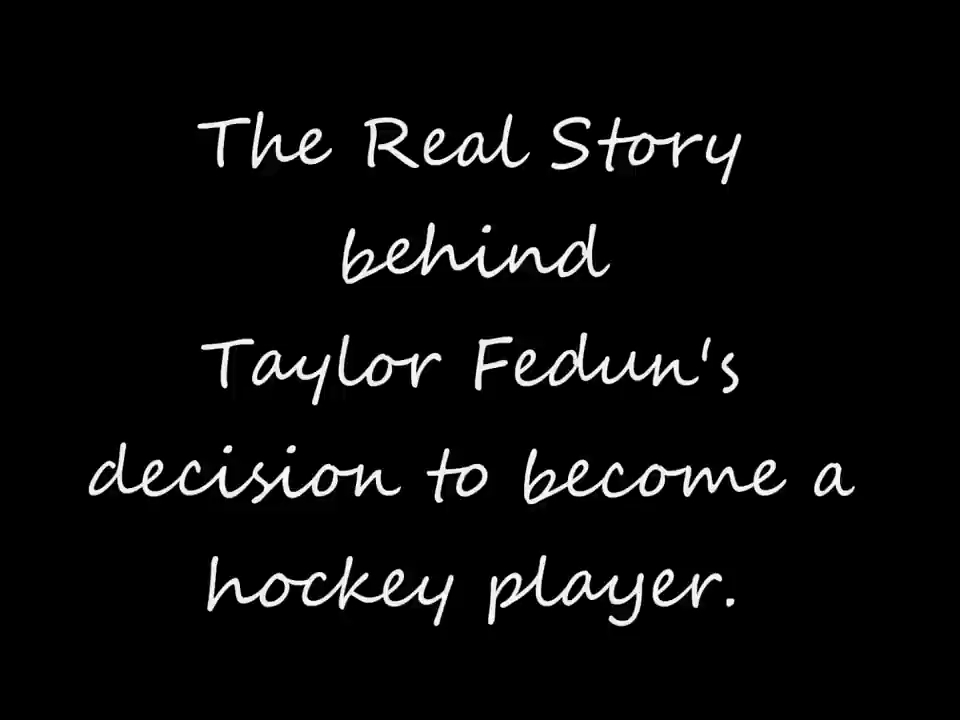 The Real Story
behind
Taylor Fedun's
decision to become a
hockey player.